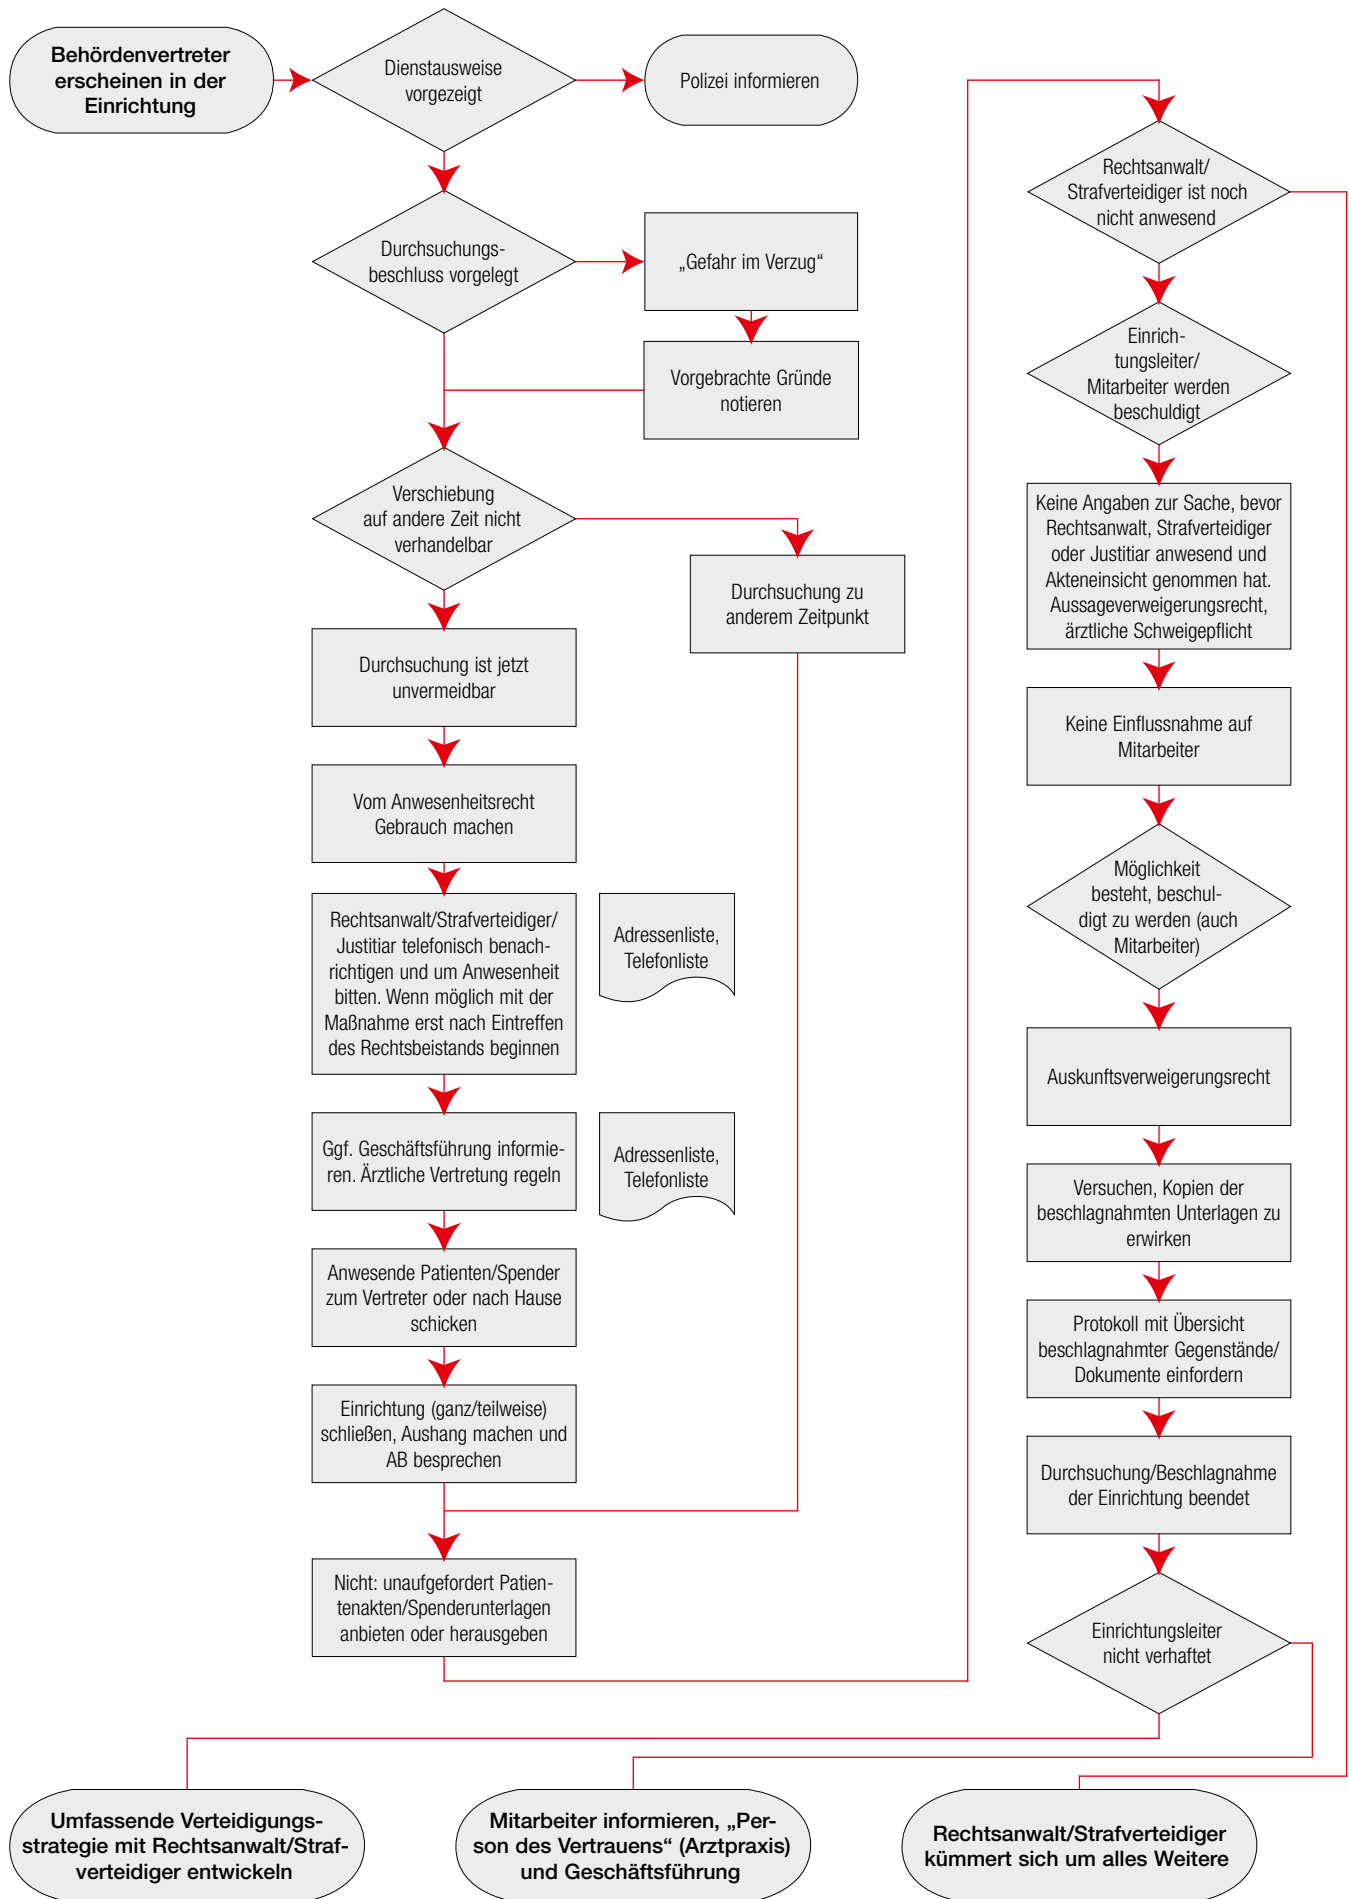 Behördenvertreter
erscheinen in der
Einrichtung
Dienstausweise
vorgezeigt
Polizei informieren
Durchsuchungs-
beschluss vorgelegt
„Gefahr im Verzug“
Vorgebrachte Gründe
notieren
Verschiebung
auf andere Zeit nicht
verhandelbar
Durchsuchung zu
anderem Zeitpunkt
Durchsuchung ist jetzt
unvermeidbar
Vom Anwesenheitsrecht
Gebrauch machen
Rechtsanwalt/Strafverteidiger/
Justitiar telefonisch benach-
richtigen und um Anwesenheit
bitten. Wenn möglich mit der
Maßnahme erst nach Eintreffen
des Rechtsbeistands beginnen
Adressenliste,
Telefonliste
Ggf. Geschäftsführung informie-
ren. Ärztliche Vertretung regeln
Adressenliste,
Telefonliste
Anwesende Patienten/Spender
zum Vertreter oder nach Hause
schicken
Einrichtung (ganz/teilweise)
schließen, Aushang machen und
AB besprechen
Nicht: unaufgefordert Patien-
tenakten/Spenderunterlagen
anbieten oder herausgeben
Rechtsanwalt/
Strafverteidiger ist noch
nicht anwesend
Einrich-
tungsleiter/
Mitarbeiter werden
beschuldigt
Keine Angaben zur Sache, bevor
Rechtsanwalt, Strafverteidiger
oder Justitiar anwesend und
Akteneinsicht genommen hat.
Aussageverweigerungsrecht,
ärztliche Schweigepflicht
Keine Einflussnahme auf
Mitarbeiter
Möglichkeit
besteht, beschul-
digt zu werden (auch
Mitarbeiter)
Auskunftsverweigerungsrecht
Versuchen, Kopien der
beschlagnahmten Unterlagen zu
erwirken
Protokoll mit Übersicht
beschlagnahmter Gegenstände/
Dokumente einfordern
Durchsuchung/Beschlagnahme
der Einrichtung beendet
Einrichtungsleiter
nicht verhaftet
Umfassende Verteidigungs-
strategie mit Rechtsanwalt/Straf-
verteidiger entwickeln
Mitarbeiter informieren, „Per-
son des Vertrauens“ (Arztpraxis)
und Geschäftsführung
Rechtsanwalt/Strafverteidiger
kümmert sich um alles Weitere